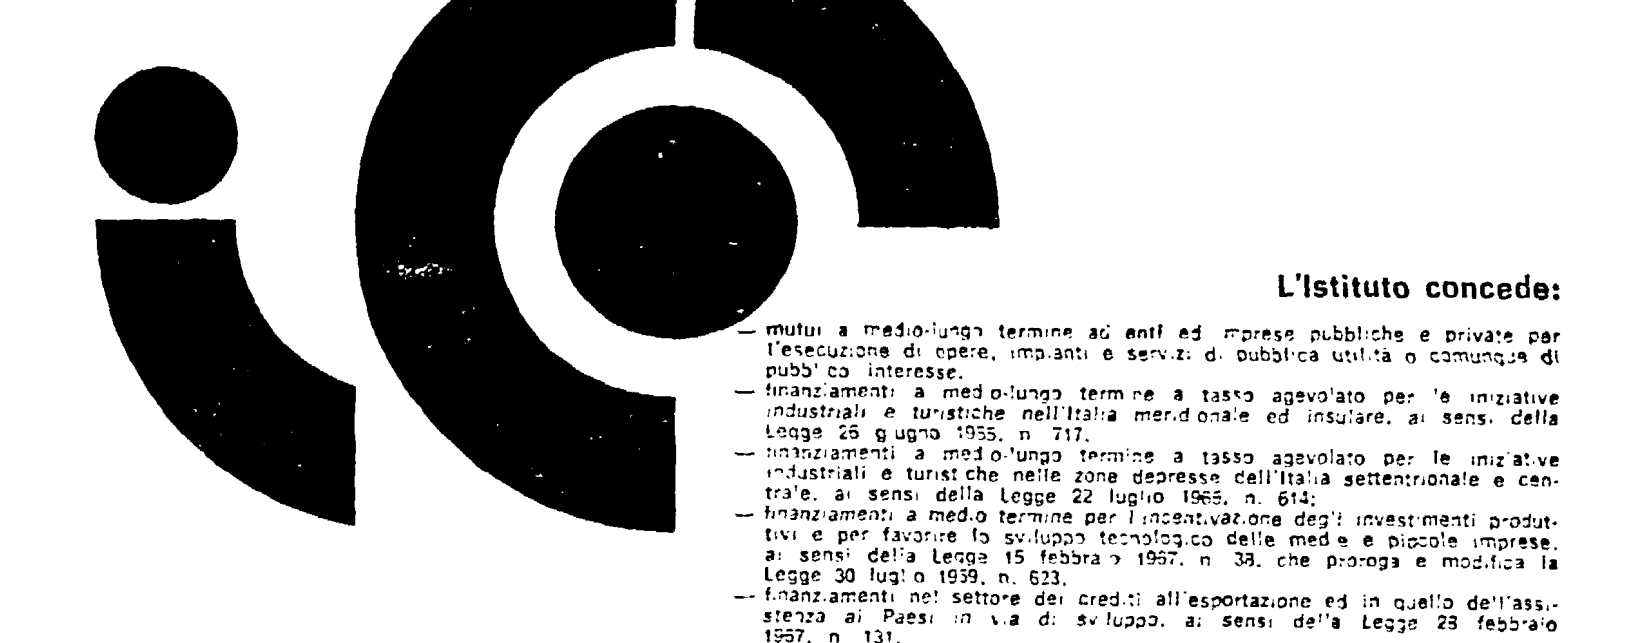 L'Istituto concede:
— mutui a medio-lungo termine ad enti ed imprese pubbliche e private per
l'esecuzione di opere, impianti e servizi di pubblica utilità o comunque di
pubblico interesse.
— finanziamenti a medio-lungo termine a tasso agevolato per le iniziative
industriali e turistiche nell'Italia meridionale ed insulare, ai sensi della
Legge 26 giugno 1965, n. 717.
— finanziamenti a medio-lungo termine a tasso agevolato per le iniziative
industriali e turistiche nelle zone depresse dell'Italia settentrionale e cen-
trale, ai sensi della Legge 22 luglio 1966, n. 614;
— finanziamenti a medio termine per l'incentivazione degli investimenti produt-
tivi e per favorire lo sviluppo tecnologico delle medie e piccole imprese,
ai sensi della Legge 15 febbraio 1967, n. 38, che proroga e modifica la
Legge 30 luglio 1959, n. 623,
— finanziamenti nel settore dei crediti all'esportazione ed in quello dell'assi-
stenza ai Paesi in via di sviluppo, ai sensi della Legge 28 febbraio
1967, n. 131.